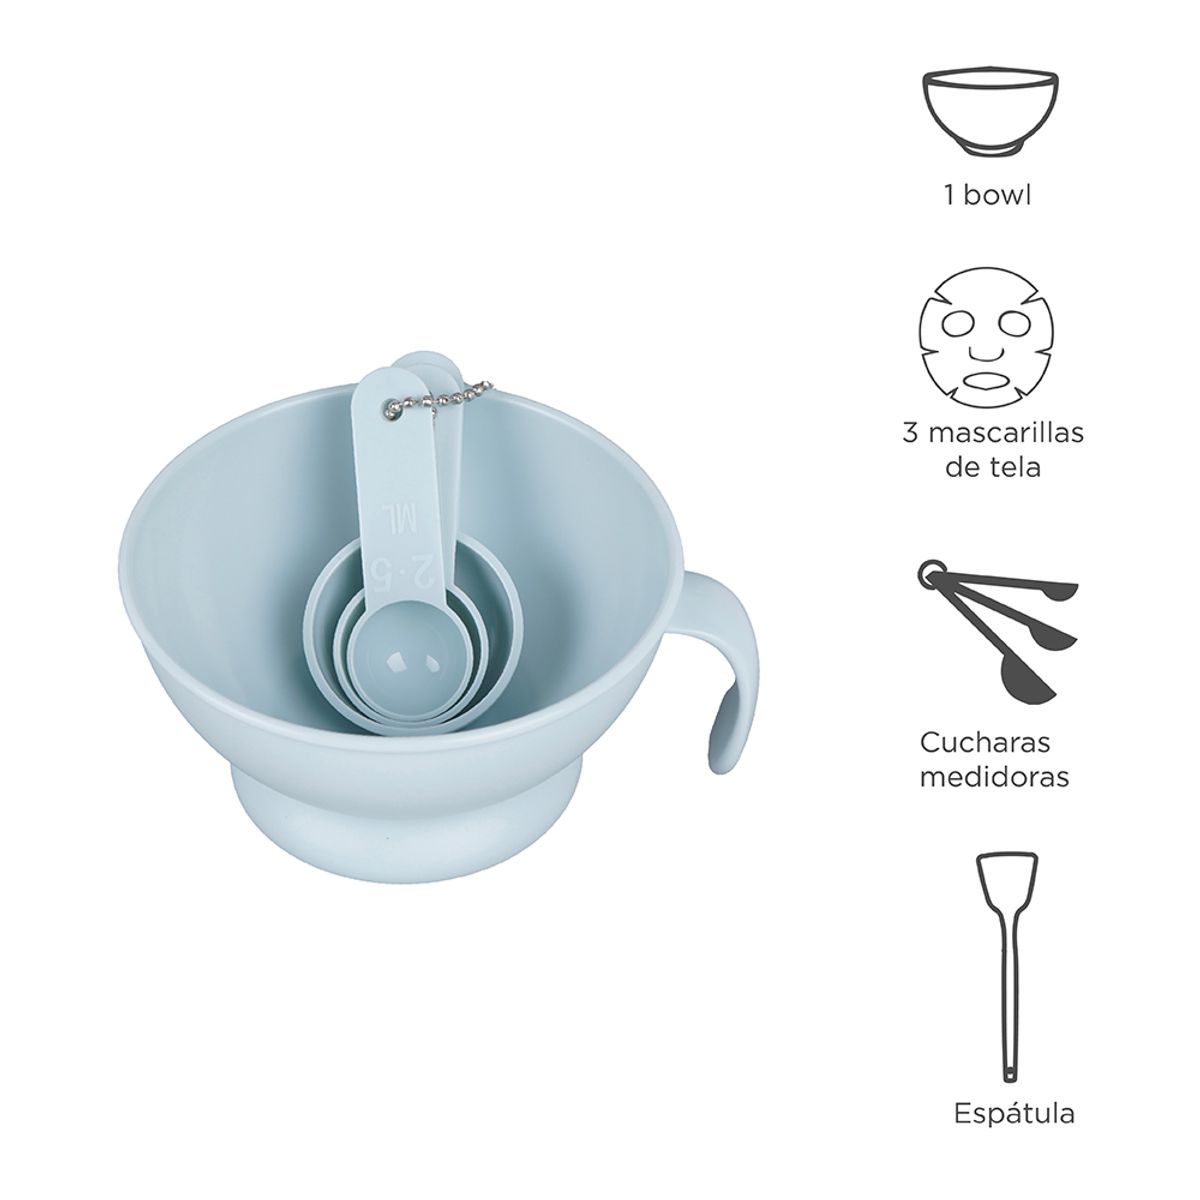 ML
2.5
1 bowl
3 mascarillas
de tela
Cucharas
medidoras
Espátula